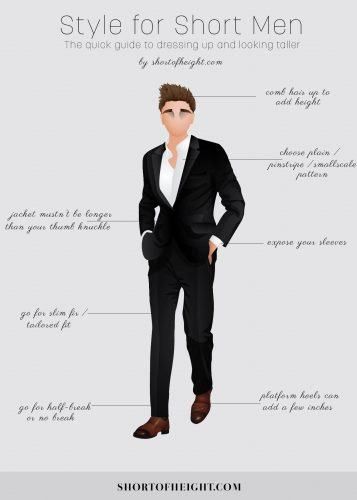 Style for Short Men
The quick guide to dressing up and looking taller
by shortofheight.com
comb hair up to
add height
choose plain /
pinstripe / smallscale
pattern
jacket mustn't be longer
than your thumb knuckle
expose your sleeves
go for slim fir /
tailored fit
platform heels can
add a few inches
go for half-break
or no break
SHORTOFHEIGHT.COM